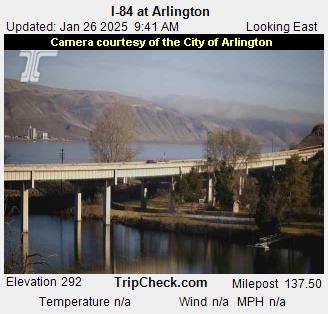 I-84 at Arlington
Updated: Jan 26 2025 9:41 AM Looking East
Camera courtesy of the City of Arlington
Elevation 292 TripCheck.com Milepost 137.50
Temperature n/a Wind n/a MPH n/a